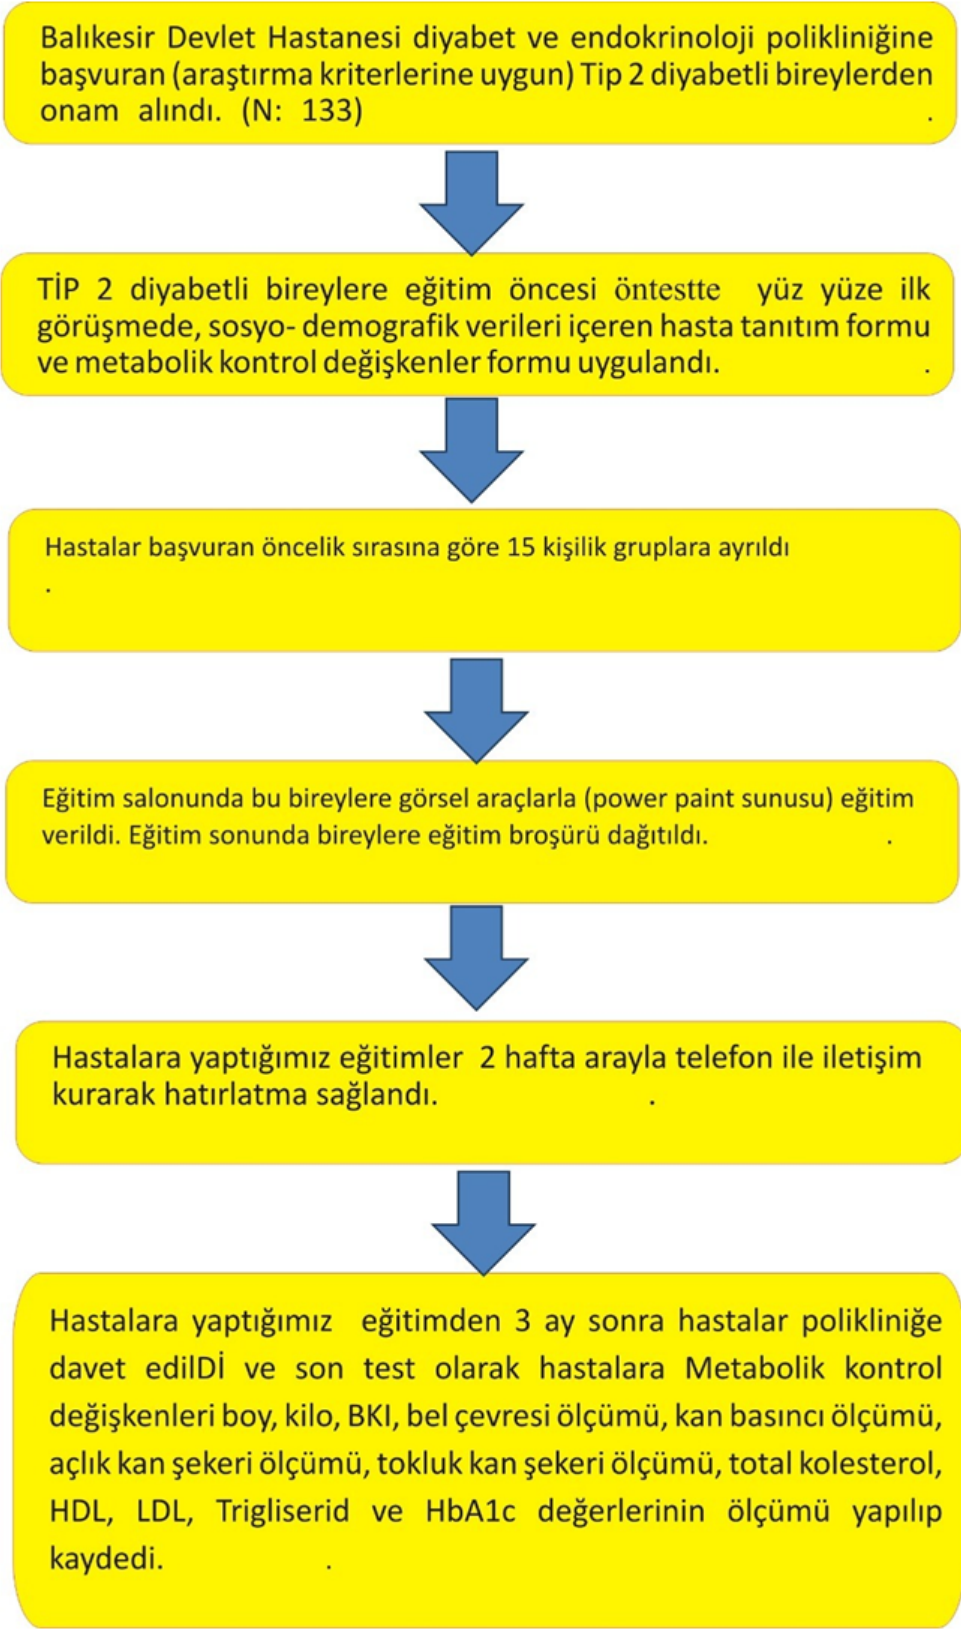 Balıkesir Devlet Hastanesi diyabet ve endokrinoloji polikliniğine
başvuran (araştırma kriterlerine uygun) Tip 2 diyabetli bireylerden
onam alındı. (N: 133) .
TİP 2 diyabetli bireylere eğitim öncesi öntestte yüz yüze ilk
görüşmede, sosyo- demografik verileri içeren hasta tanıtım formu
ve metabolik kontrol değişkenler formu uygulandı. .
Hastalar başvuran öncelik sırasına göre 15 kişilik gruplara ayrıldı
.
Eğitim salonunda bu bireylere görsel araçlarla (power paint sunusu) eğitim
verildi. Eğitim sonunda bireylere eğitim broşürü dağıtıldı. .
Hastalara yaptığımız eğitimler 2 hafta arayla telefon ile iletişim
kurarak hatırlatma sağlandı. .
Hastalara yaptığımız eğitimden 3 ay sonra hastalar polikliniğe
davet edilDİ ve son test olarak hastalara Metabolik kontrol
değişkenleri boy, kilo, BKI, bel çevresi ölçümü, kan basıncı ölçümü,
açlık kan şekeri ölçümü, tokluk kan şekeri ölçümü, total kolesterol,
HDL, LDL, Trigliserid ve HbA1c değerlerinin ölçümü yapılıp
kaydedi. .